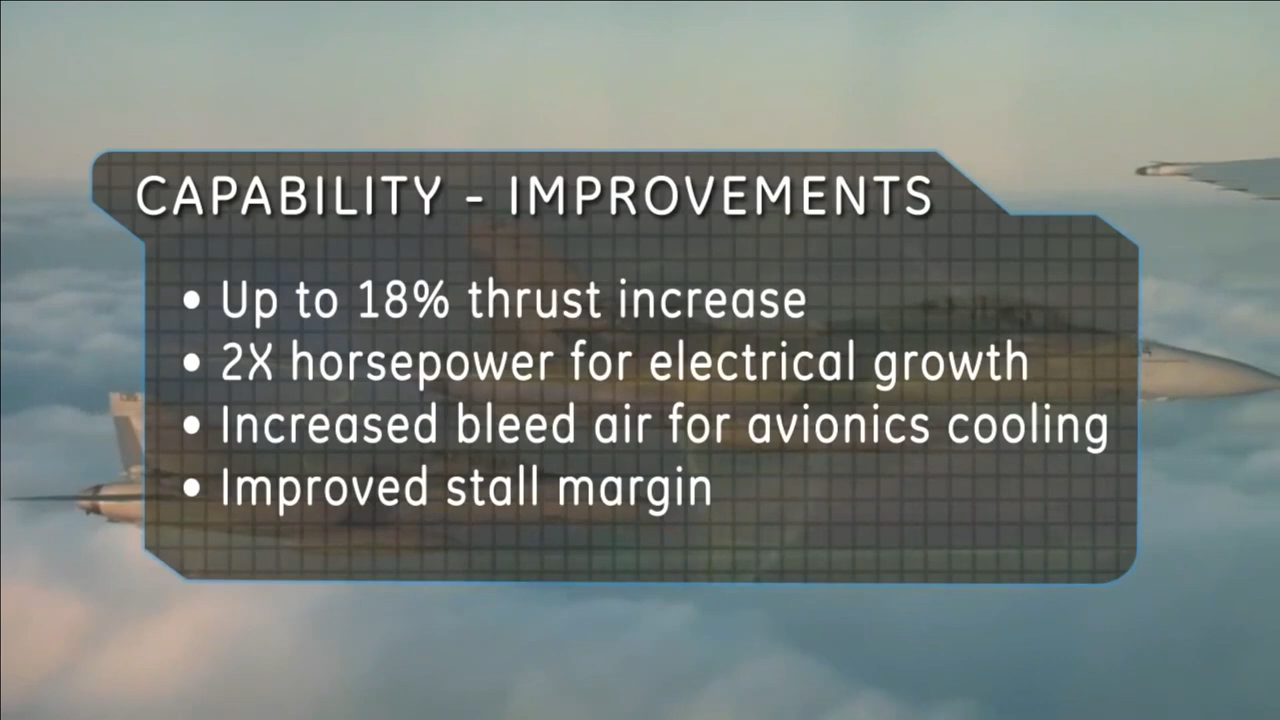 CAPABILITY - IMPROVEMENTS
• Up to 18% thrust increase
• 2X horsepower for electrical growth
• Increased bleed air for avionics cooling
• Improved stall margin